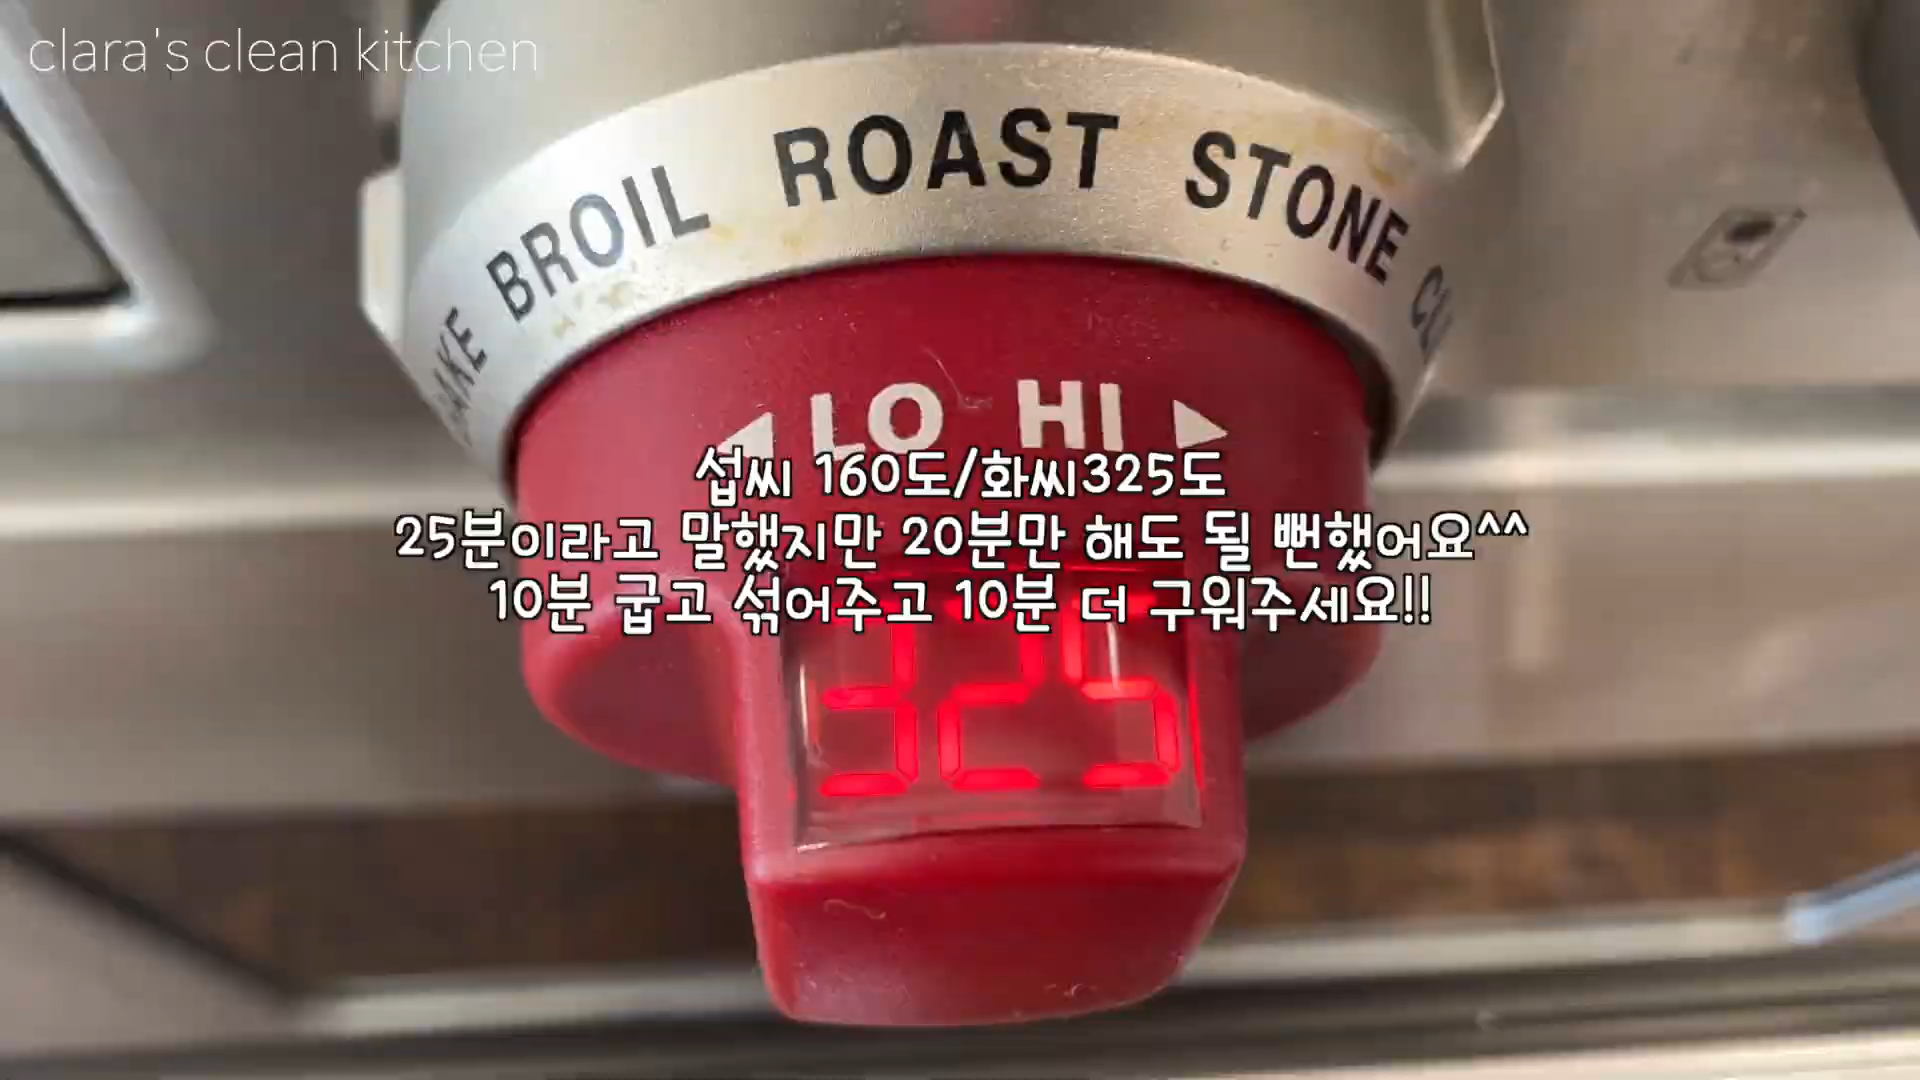 clara's clean kitchen
BROIL ROAST STONE
LO HI
섭씨 160도/화씨325도
25분이라고 말했지만 20분만 해도 될 뻔했어요^^
10분 굽고 섞어주고 10분 더 구워주세요!!
325